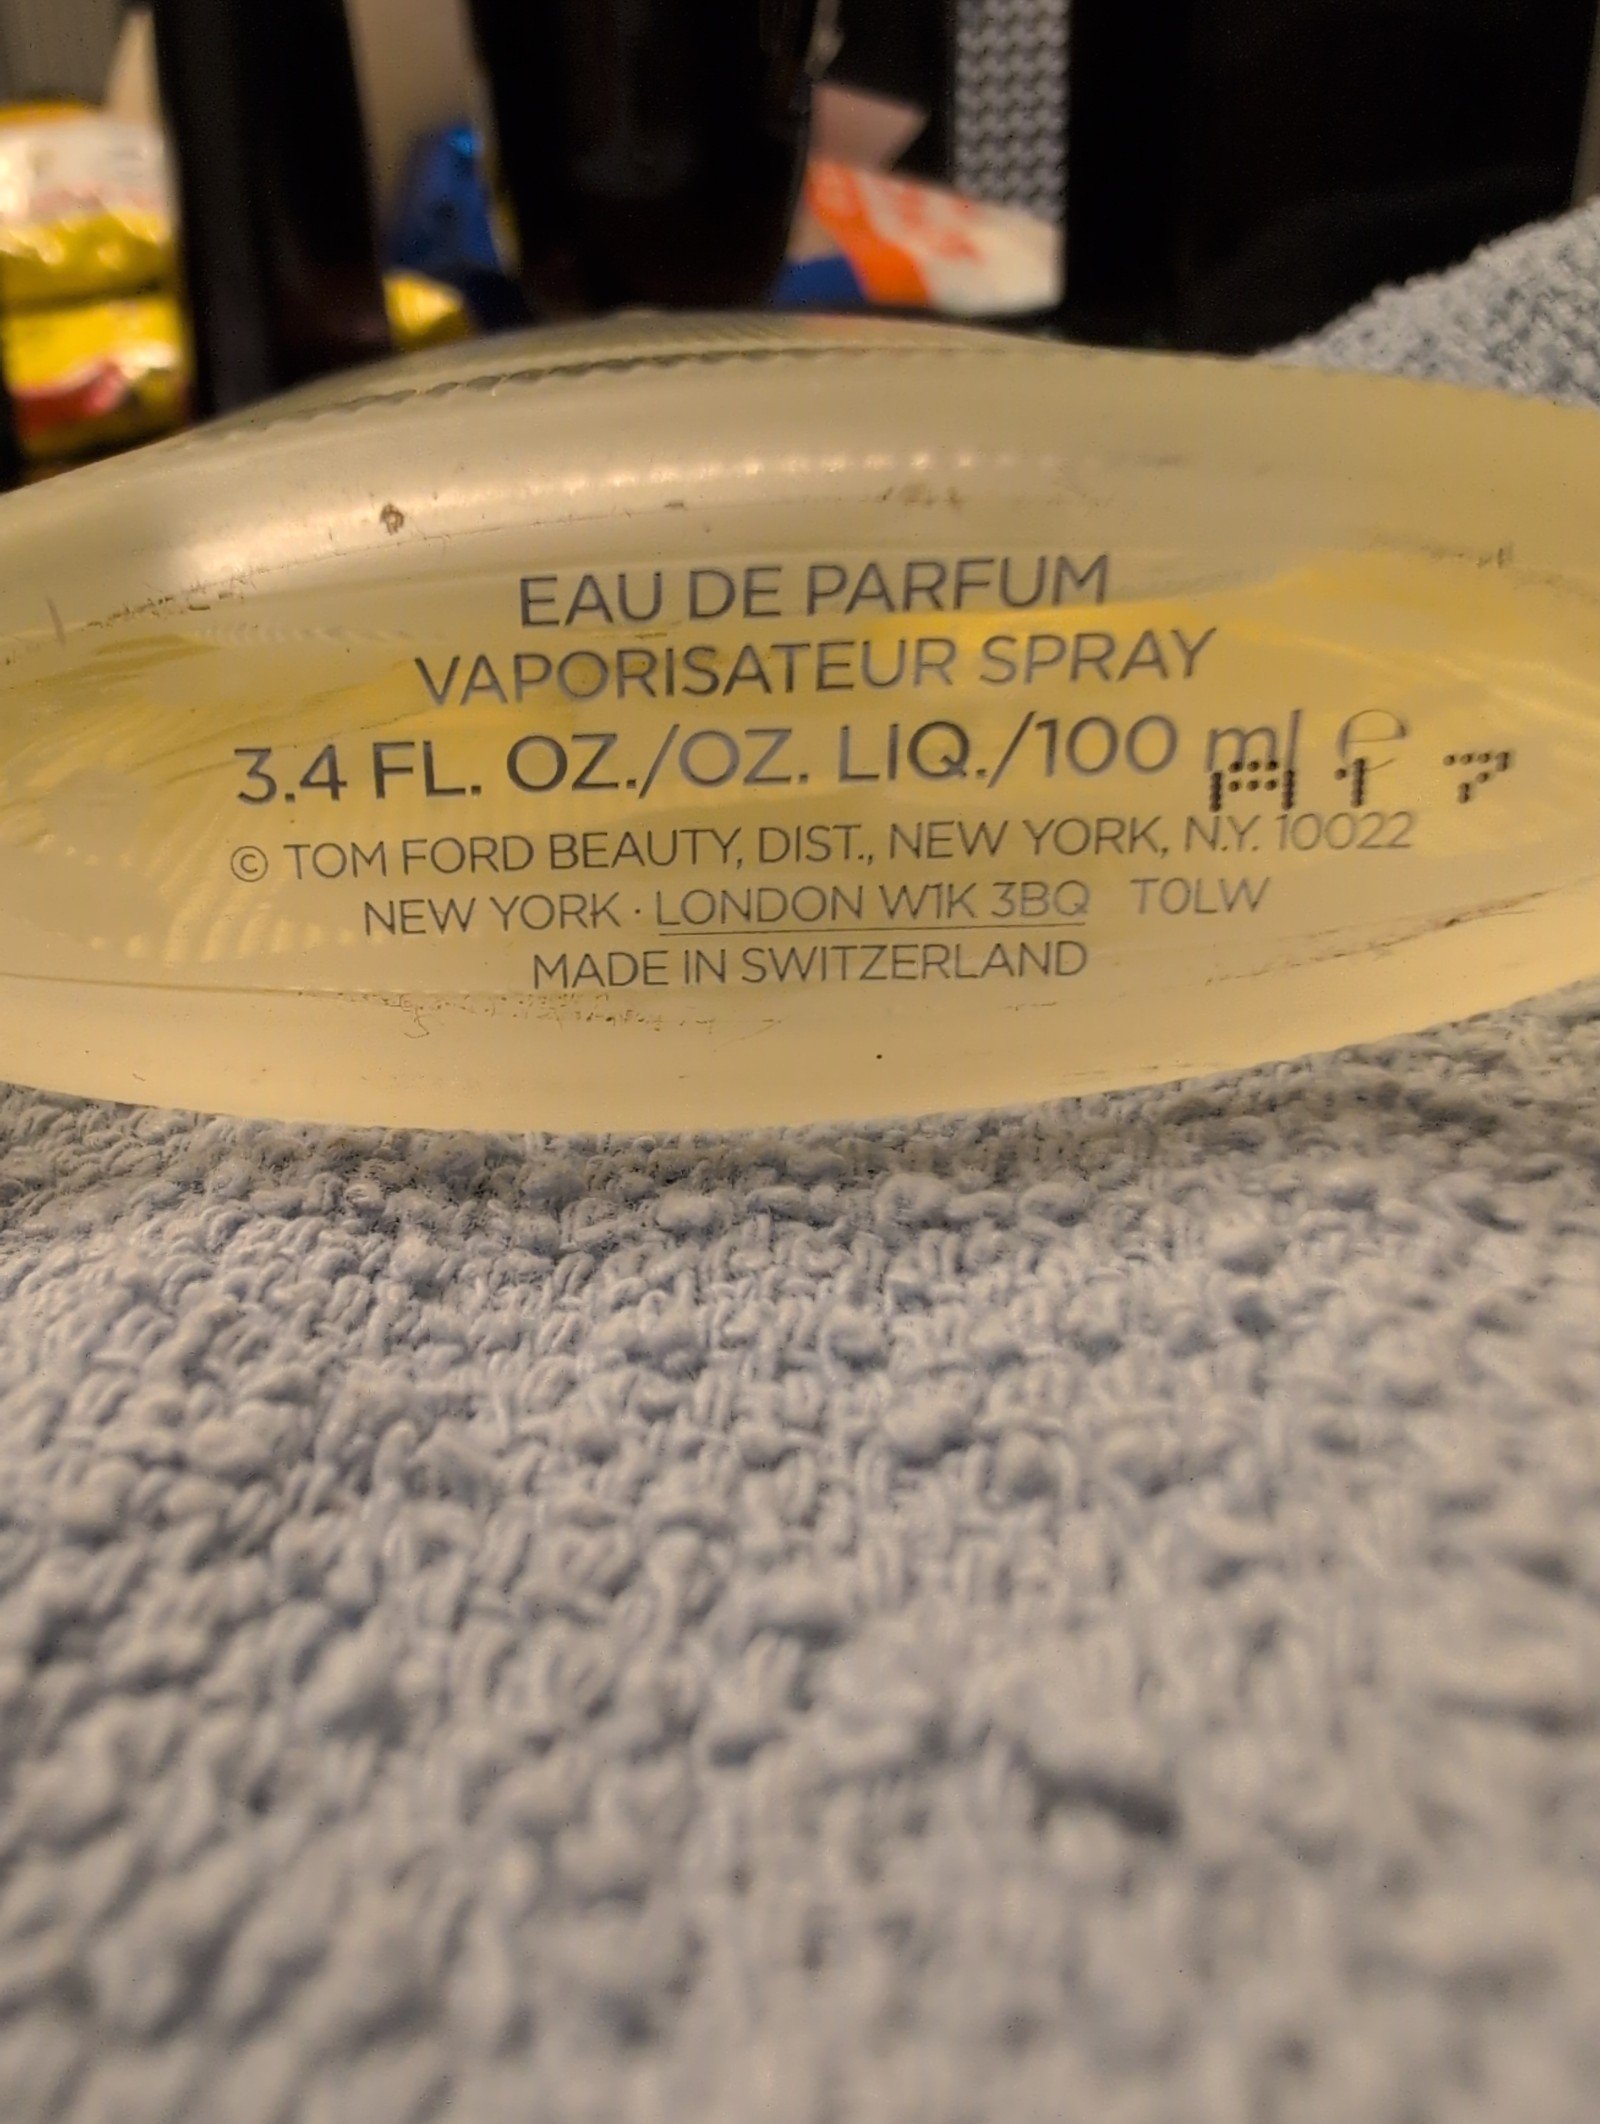 EAU DE PARFUM
VAPORISATEUR SPRAY
3.4 FL. OZ./OZ. LIQ./100 ml ℮
© TOM FORD BEAUTY, DIST., NEW YORK, N.Y. 10022
NEW YORK · LONDON W1K 3BQ T0LW
MADE IN SWITZERLAND